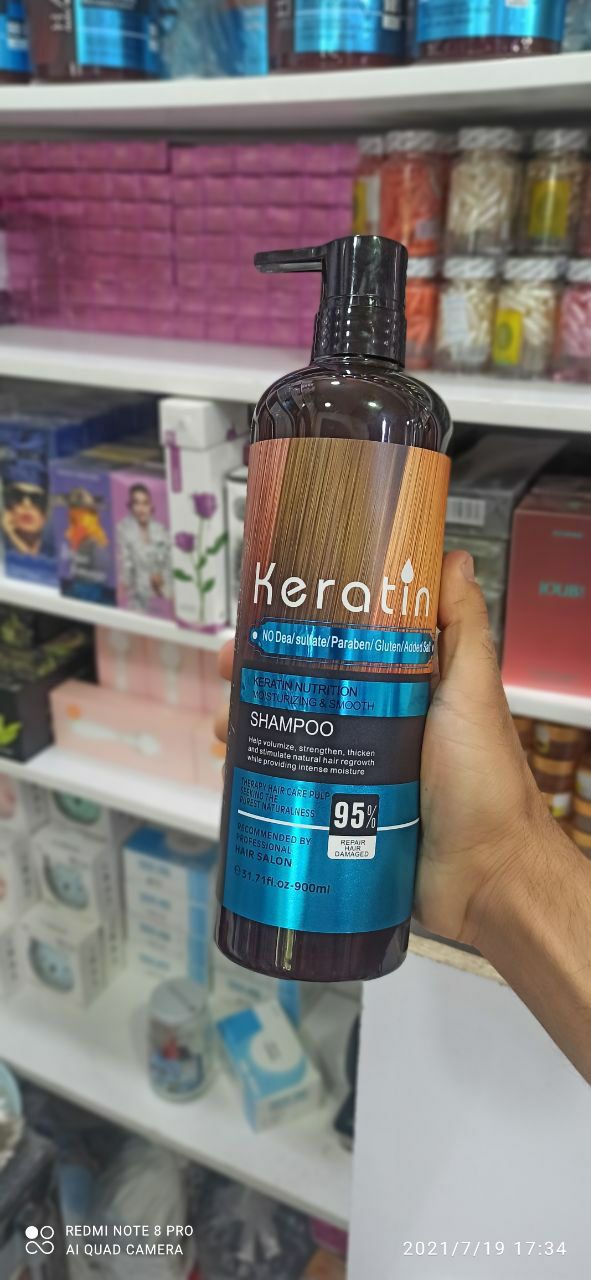 Keratin
NO Dea/ sulfate/Paraben/ Gluten/Added Salt
KERATIN NUTRITION
MOISTURIZING & SMOOTH
SHAMPOO
Help volumize, strengthen, thicken
and stimulate natural hair regrowth
while providing intense moisture
THERAPY HAIR CARE PULP
SEEKING THE
PUREST NATURALNESS
95%
REPAIR
HAIR
DAMAGED
RECOMMENDED BY
PROFESSIONAL
HAIR SALON
℮31.71fl.oz-900ml
REDMI NOTE 8 PRO
AI QUAD CAMERA
2021/7/19 17:34